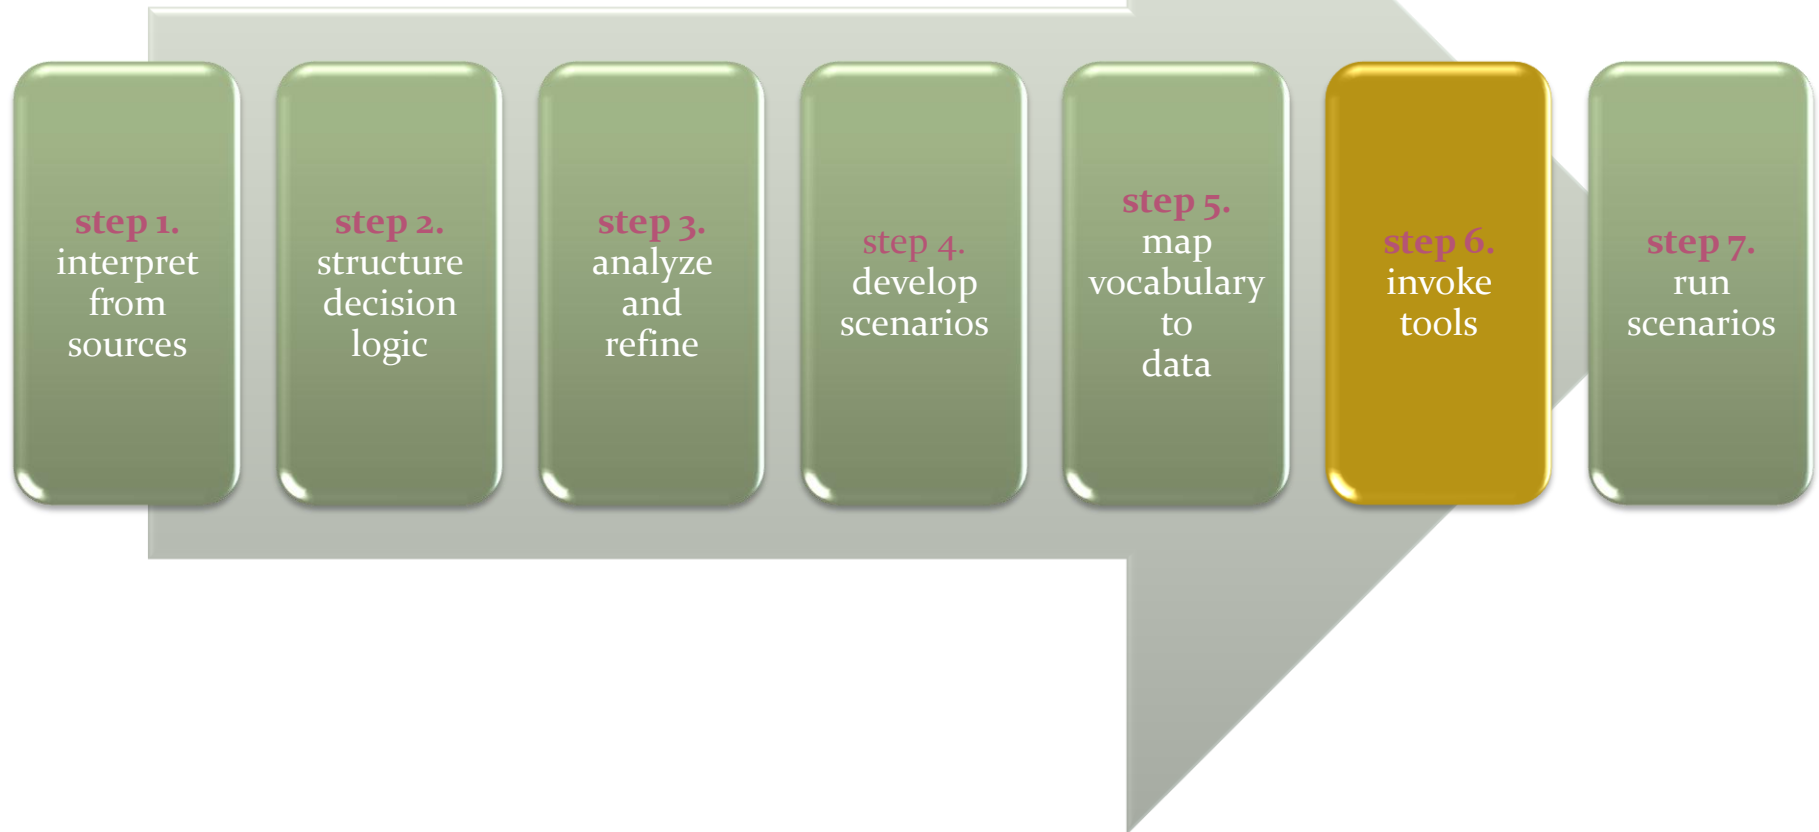 step 1.
interpret
from
sources
step 2.
structure
decision
logic
step 3.
analyze
and
refine
step 4.
develop
scenarios
step 5.
map
vocabulary
to
data
step 6.
invoke
tools
step 7.
run
scenarios